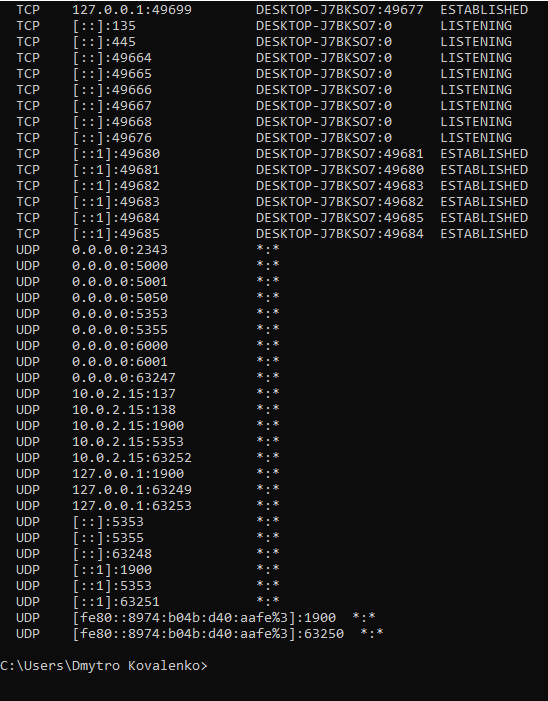 TCP    127.0.0.1:49699        DESKTOP-J7BKSO7:49677  ESTABLISHED
TCP    [::]:135               DESKTOP-J7BKSO7:0      LISTENING
TCP    [::]:445               DESKTOP-J7BKSO7:0      LISTENING
TCP    [::]:49664             DESKTOP-J7BKSO7:0      LISTENING
TCP    [::]:49665             DESKTOP-J7BKSO7:0      LISTENING
TCP    [::]:49666             DESKTOP-J7BKSO7:0      LISTENING
TCP    [::]:49667             DESKTOP-J7BKSO7:0      LISTENING
TCP    [::]:49668             DESKTOP-J7BKSO7:0      LISTENING
TCP    [::]:49676             DESKTOP-J7BKSO7:0      LISTENING
TCP    [::1]:49680            DESKTOP-J7BKSO7:49681  ESTABLISHED
TCP    [::1]:49681            DESKTOP-J7BKSO7:49680  ESTABLISHED
TCP    [::1]:49682            DESKTOP-J7BKSO7:49683  ESTABLISHED
TCP    [::1]:49683            DESKTOP-J7BKSO7:49682  ESTABLISHED
TCP    [::1]:49684            DESKTOP-J7BKSO7:49685  ESTABLISHED
TCP    [::1]:49685            DESKTOP-J7BKSO7:49684  ESTABLISHED
UDP    0.0.0.0:2343           *:*
UDP    0.0.0.0:5000           *:*
UDP    0.0.0.0:5001           *:*
UDP    0.0.0.0:5050           *:*
UDP    0.0.0.0:5353           *:*
UDP    0.0.0.0:5355           *:*
UDP    0.0.0.0:6000           *:*
UDP    0.0.0.0:6001           *:*
UDP    0.0.0.0:63247          *:*
UDP    10.0.2.15:137          *:*
UDP    10.0.2.15:138          *:*
UDP    10.0.2.15:1900         *:*
UDP    10.0.2.15:5353         *:*
UDP    10.0.2.15:63252        *:*
UDP    127.0.0.1:1900         *:*
UDP    127.0.0.1:63249        *:*
UDP    127.0.0.1:63253        *:*
UDP    [::]:5353              *:*
UDP    [::]:5355              *:*
UDP    [::]:63248             *:*
UDP    [::1]:1900             *:*
UDP    [::1]:5353             *:*
UDP    [::1]:63251            *:*
UDP    [fe80::8974:b04b:d40:aafe%3]:1900  *:*
UDP    [fe80::8974:b04b:d40:aafe%3]:63250  *:*
C:\Users\Dmytro Kovalenko>